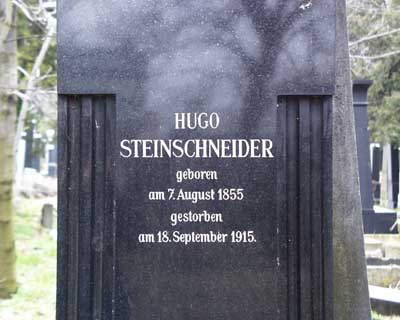 HUGO
STEINSCHNEIDER
geboren
am 7. August 1855
gestorben
am 18. September 1915.